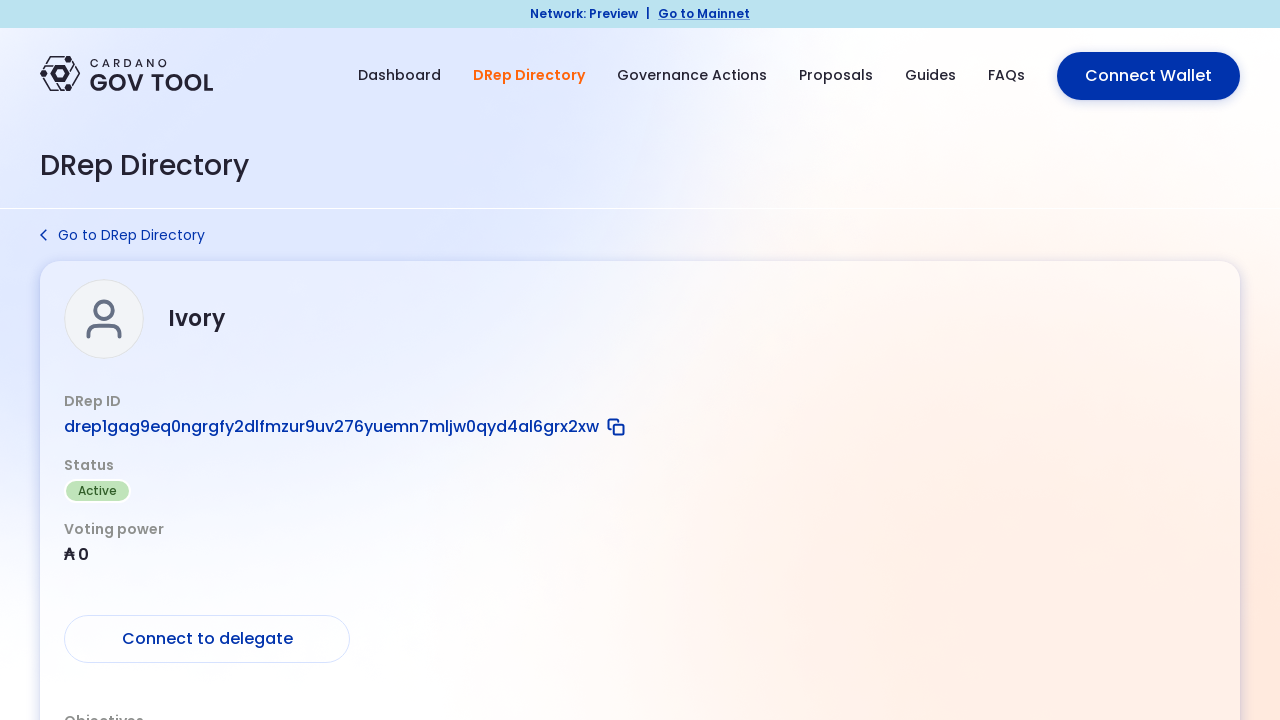 Network: Preview | Go to Mainnet
CARDANO
GOV TOOL
Dashboard
DRep Directory
Governance Actions
Proposals
Guides
FAQs
Connect Wallet
DRep Directory
Go to DRep Directory
Ivory
DRep ID
drep1gag9eq0ngrgfy2dlfmzur9uv276yuemn7mljw0qyd4al6grx2xw
Status
Active
Voting power
₳ 0
Connect to delegate
Objectives